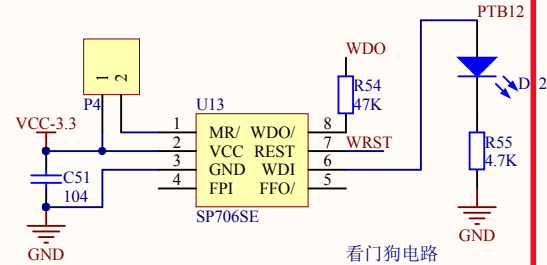 PTB12
1 2
P4
WDO
R54
47K
D 2
U13
VCC-3.3
1 MR/ WDO/ 8
2 VCC REST 7 WRST
3 GND WDI 6
4 FPI FFO/ 5
SP706SE
C51
104
R55
4.7K
GND
GND
看门狗电路